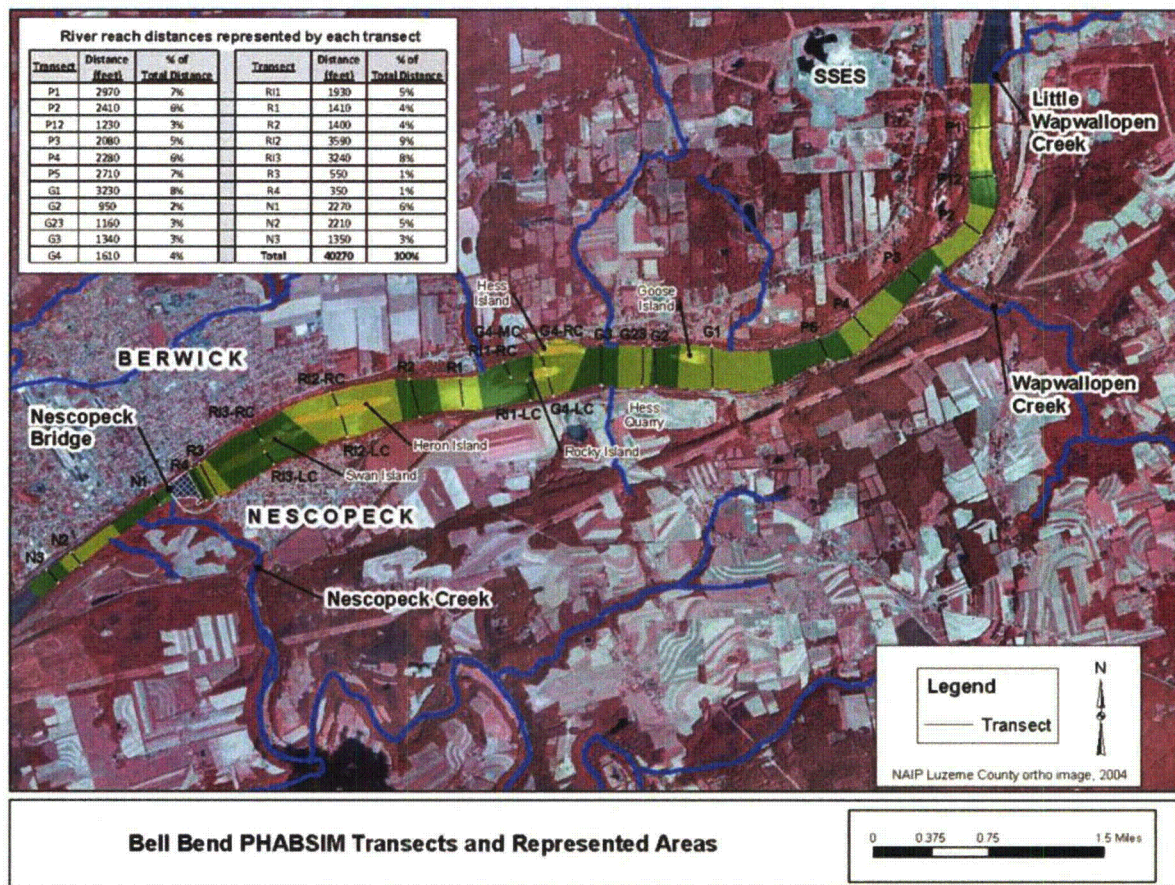 River reach distances represented by each transect
Transect Distance (feet) % of Total Distance Transect Distance (feet) % of Total Distance
P1 2970 7% RI1 1930 5%
P2 2410 6% R1 1410 4%
P12 1230 3% R2 1400 4%
P3 2080 5% RI2 3590 9%
P4 2280 6% RI3 3240 8%
P5 2710 7% R3 550 1%
G1 3230 8% R4 350 1%
G2 950 2% N1 2270 6%
G23 1160 3% N2 2210 5%
G3 1340 3% N3 1350 3%
G4 1610 4% Total 40270 100%
SSES
Little
Wapwallopen
Creek
P1
P12
P2
P3
P4
P5
Wapwallopen
Creek
Goose
Island
G1
G2
G23
G3
Hess
Island
G4-MC
G4-RC
RI1-RC
RI1-LC
G4-LC
Hess
Quarry
Rocky Island
R1
R2
RI2-RC
RI2-LC
Heron Island
RI3-RC
RI3-LC
Swan Island
BERWICK
Nescopeck
Bridge
R3
R4
N1
N2
N3
NESCOPECK
Nescopeck Creek
Legend
Transect
N
NAIP Luzerne County ortho image, 2004
Bell Bend PHABSIM Transects and Represented Areas
0 0.375 0.75 1.5 Miles